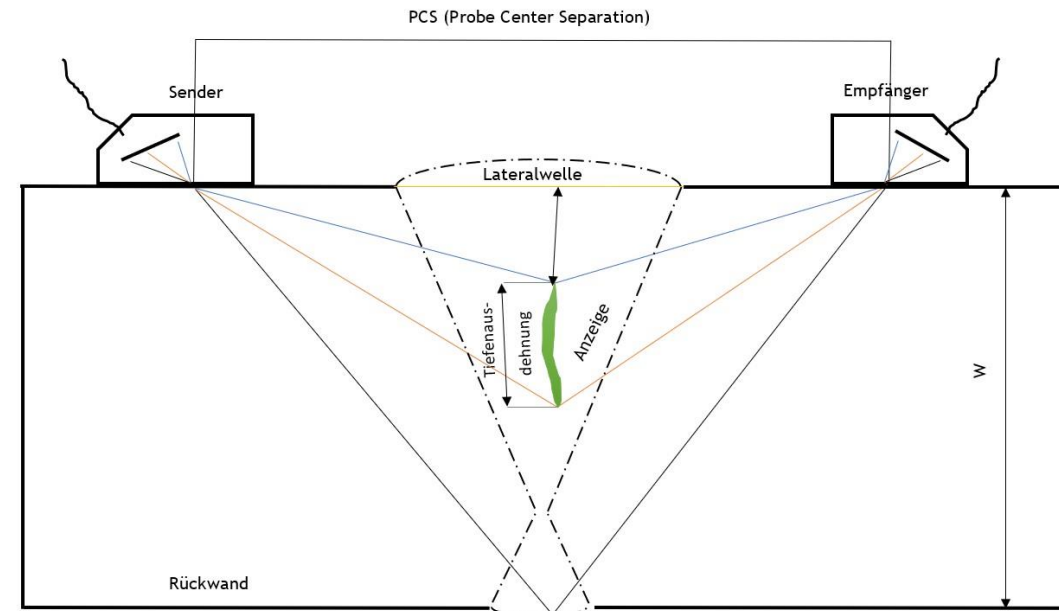 PCS (Probe Center Separation)
Sender
Empfänger
Lateralwelle
Tiefenaus-
dehnung
Anzeige
W
Rückwand